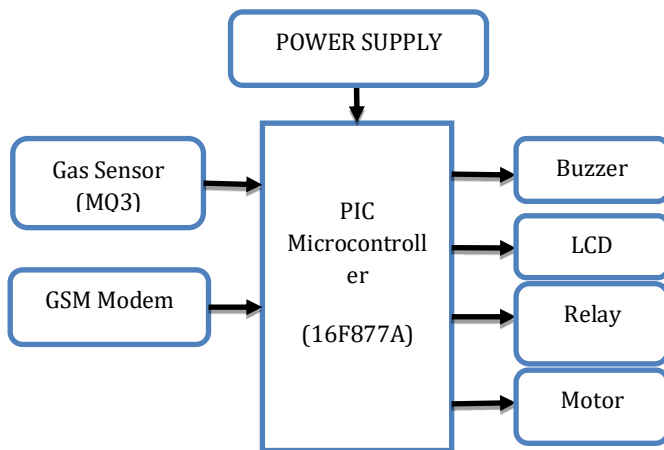 POWER SUPPLY
Gas Sensor
(MQ3)
GSM Modem
PIC
Microcontroll
er
(16F877A)
Buzzer
LCD
Relay
Motor